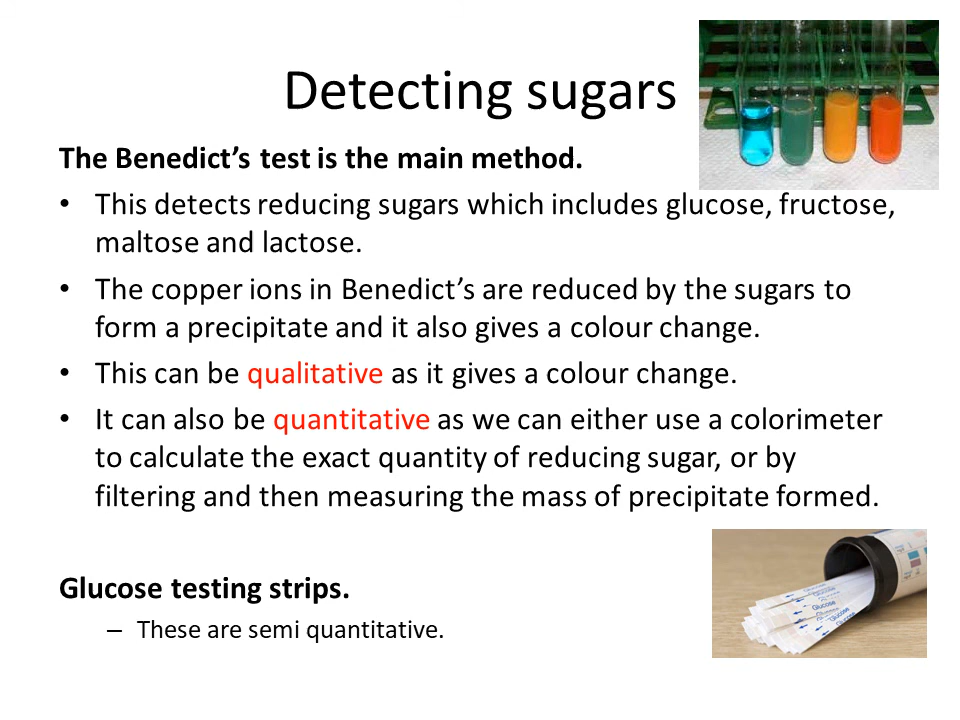 Detecting sugars
The Benedict’s test is the main method.
• This detects reducing sugars which includes glucose, fructose,
maltose and lactose.
• The copper ions in Benedict’s are reduced by the sugars to
form a precipitate and it also gives a colour change.
• This can be qualitative as it gives a colour change.
• It can also be quantitative as we can either use a colorimeter
to calculate the exact quantity of reducing sugar, or by
filtering and then measuring the mass of precipitate formed.
Glucose testing strips.
– These are semi quantitative.
Glucose
Glucose
Glucose
Glucose